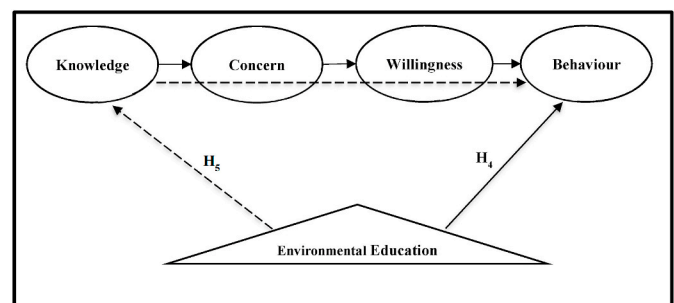 Knowledge Concern Willingness Behaviour
H5 H4
Environmental Education